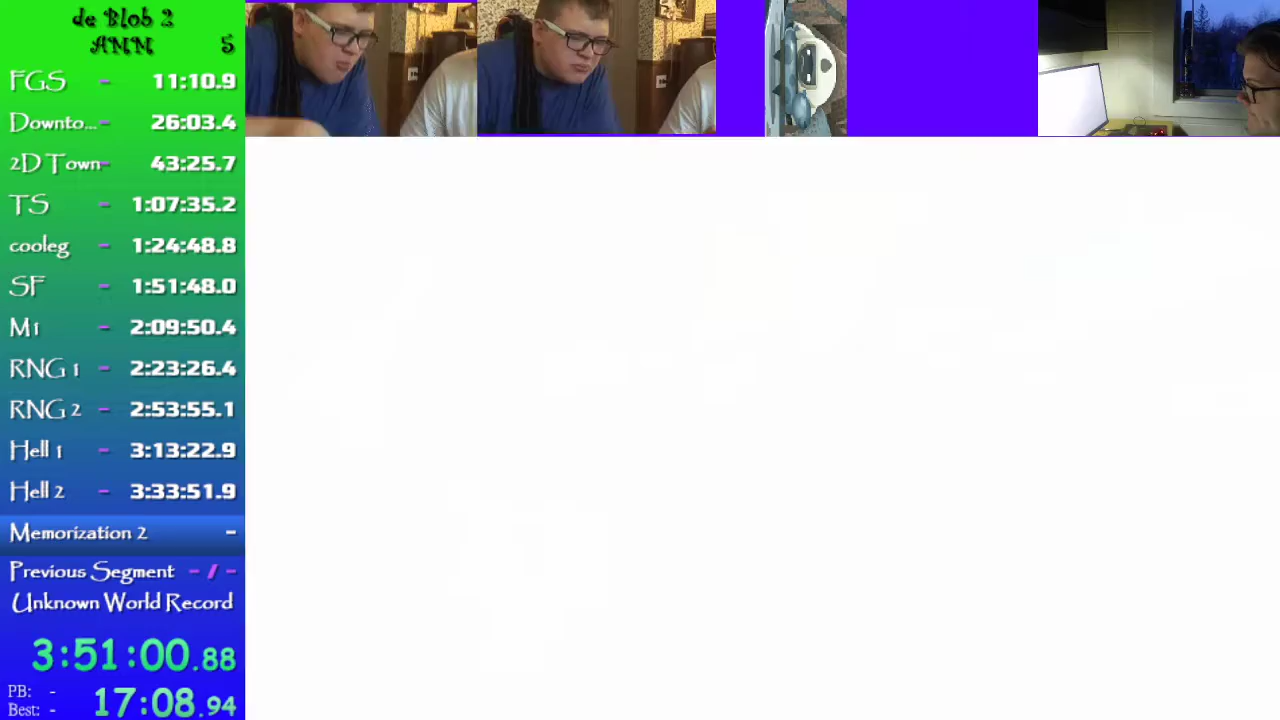 de Blob 2
ANN 5
FGS - 11:10.9
Downto... - 26:03.4
2D Town - 43:25.7
TS - 1:07:35.2
cooleg - 1:24:48.8
SF - 1:51:48.0
M1 - 2:09:50.4
RNG 1 - 2:23:26.4
RNG 2 - 2:53:55.1
Hell 1 - 3:13:22.9
Hell 2 - 3:33:51.9
Memorization 2 -
Previous Segment - / -
Unknown World Record
3:51:00.88
PB: -
Best: - 17:08.94